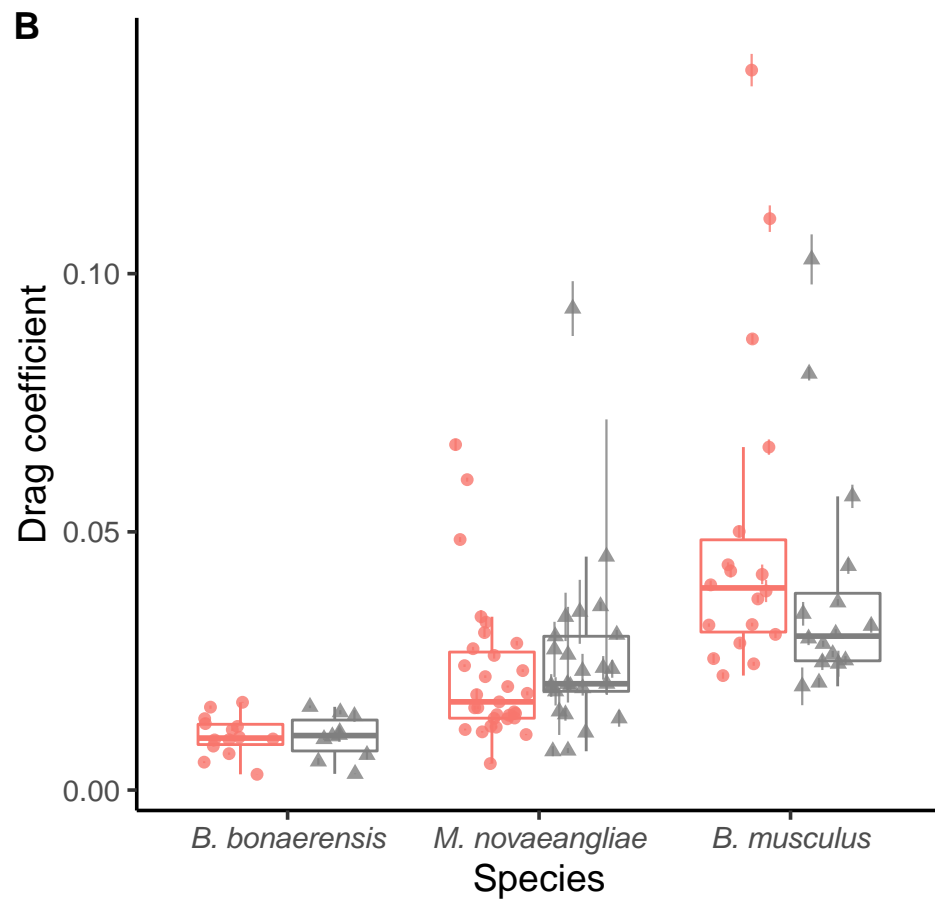 B
Drag coefficient
0.10
0.05
0.00
B. bonaerensis
M. novaeangliae
B. musculus
Species